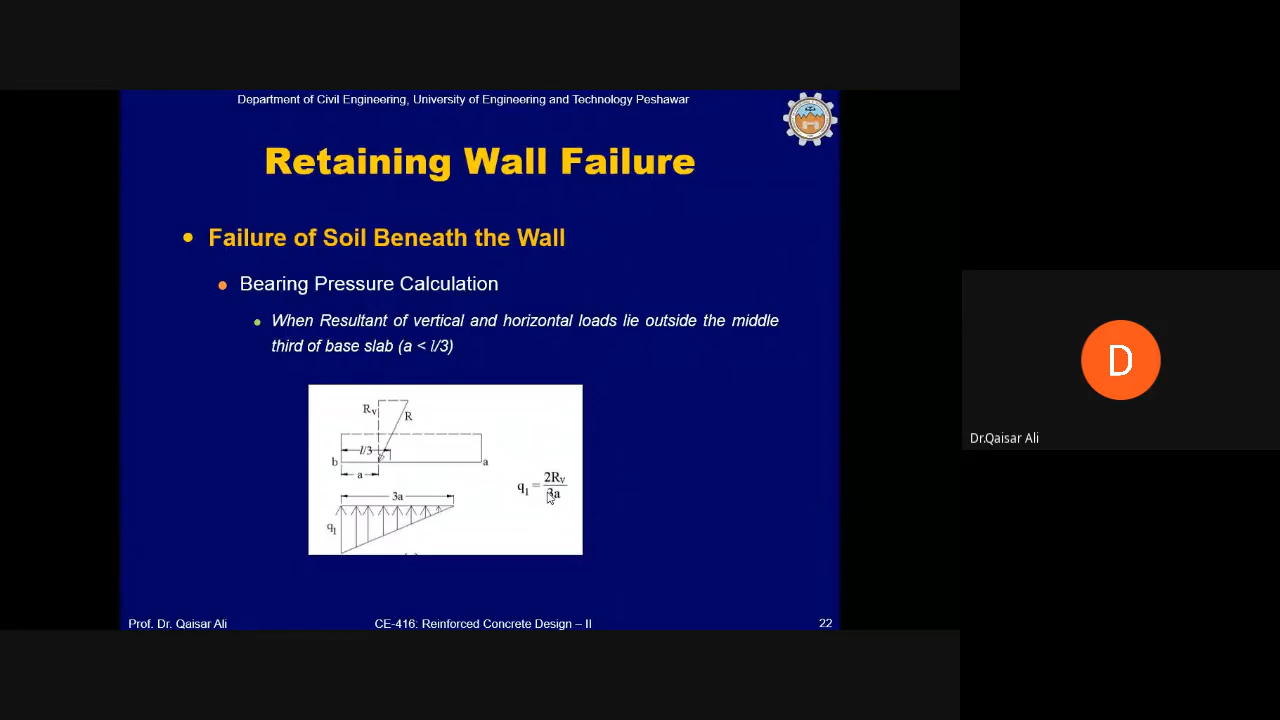 Department of Civil Engineering, University of Engineering and Technology Peshawar
Retaining Wall Failure
• Failure of Soil Beneath the Wall
• Bearing Pressure Calculation
• When Resultant of vertical and horizontal loads lie outside the middle
third of base slab (a < l/3)
Rv
R
l/3
b
a
a
3a
q1
q1 = 2Rv/3a
Prof. Dr. Qaisar Ali
CE-416: Reinforced Concrete Design – II
22
D
Dr.Qaisar Ali